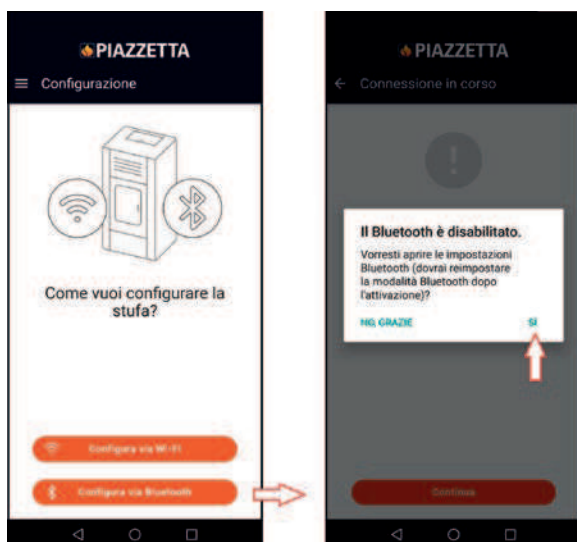 PIAZZETTA
Configurazione
Come vuoi configurare la
stufa?
Configura via Wi-Fi
Configura via Bluetooth
PIAZZETTA
Connessione in corso
Il Bluetooth è disabilitato.
Vorresti aprire le impostazioni
Bluetooth (dovrai reimpostare
la modalità Bluetooth dopo
l'attivazione)?
NO, GRAZIE
SÌ
Continua